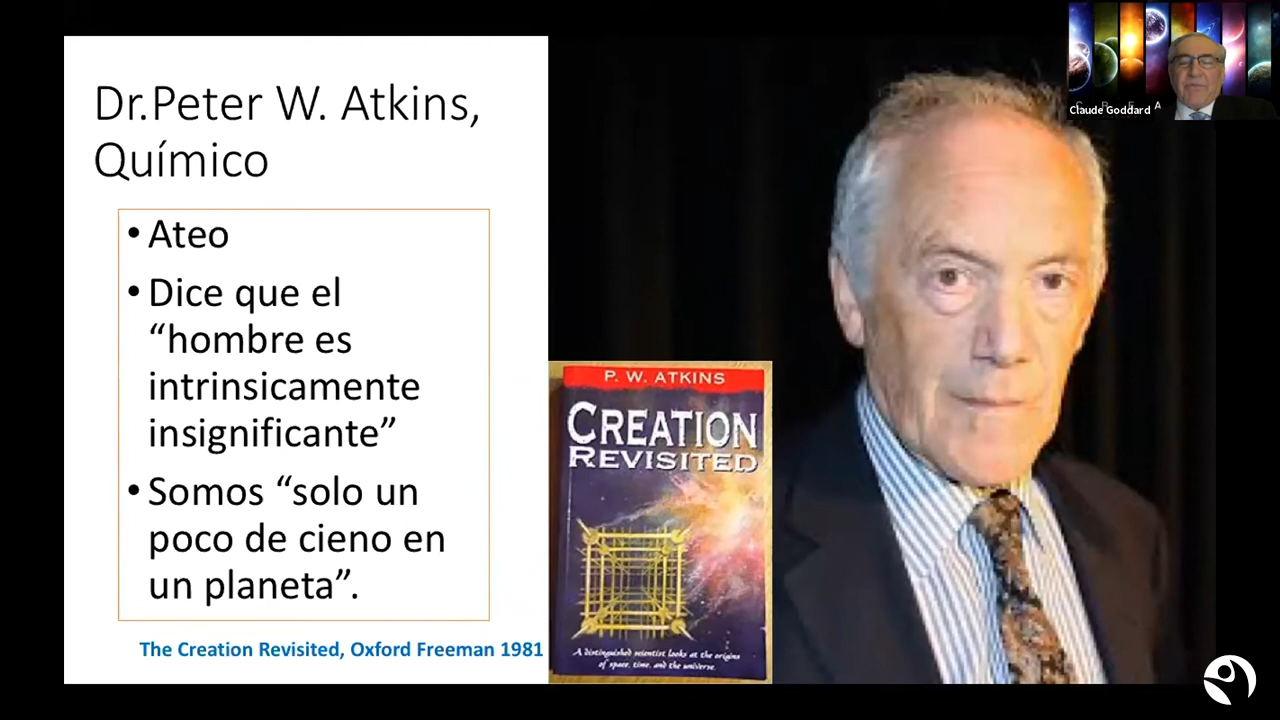 Dr.Peter W. Atkins,
Químico
• Ateo
• Dice que el
“hombre es
intrinsicamente
insignificante”
• Somos “solo un
poco de cieno en
un planeta”.
The Creation Revisited, Oxford Freeman 1981
P. W. ATKINS
CREATION
REVISITED
A distinguished scientist looks at the origins
of space, time, and the universe.
Claude Goddard